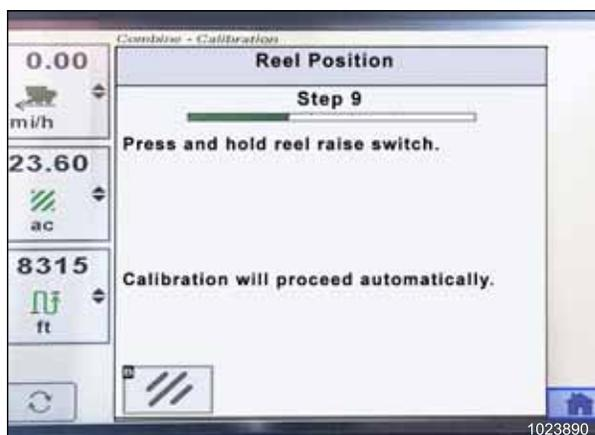 Combine - Calibration
0.00
mi/h
23.60
ac
8315
ft
Reel Position
Step 9
Press and hold reel raise switch.
Calibration will proceed automatically.
1023890